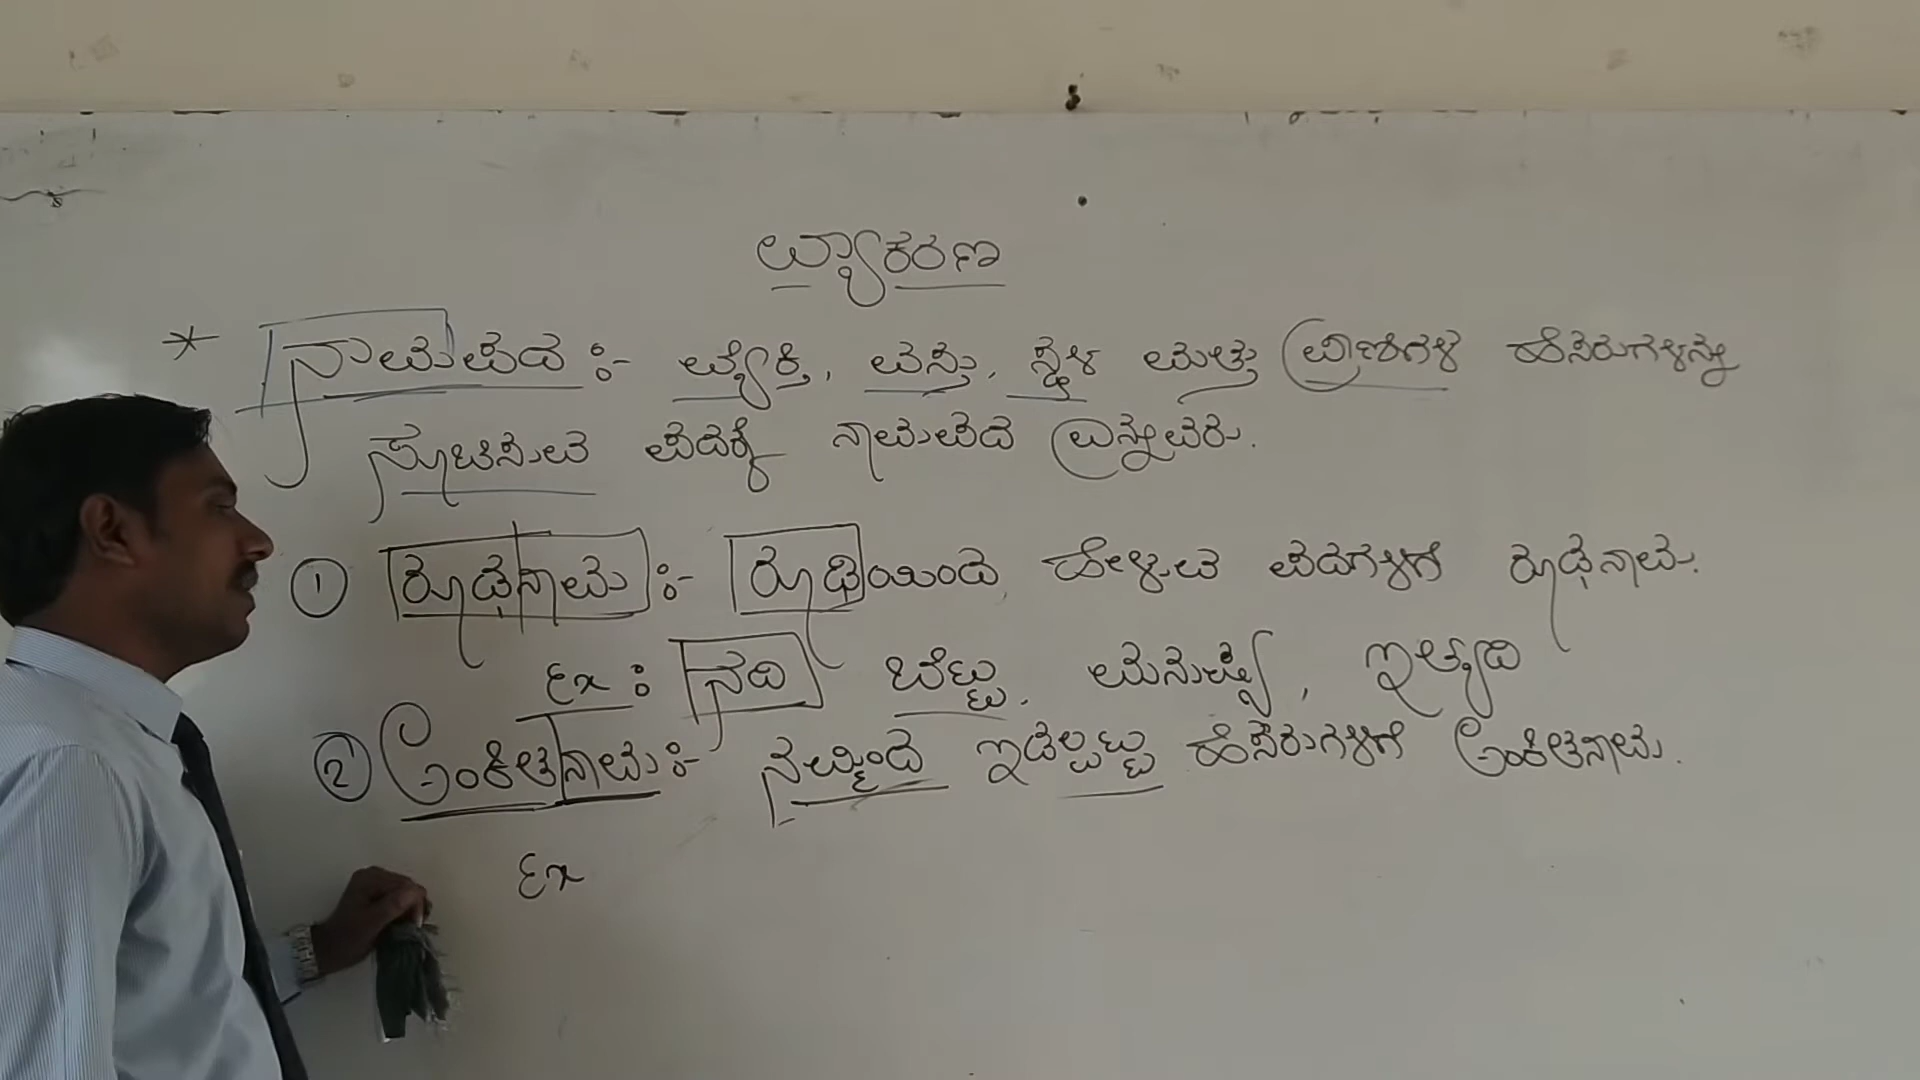 ವ್ಯಾಕರಣ
* ನಾಮಪದ :- ವ್ಯಕ್ತಿ, ವಸ್ತು, ಸ್ಥಳ ಮತ್ತು ಪ್ರಾಣಿಗಳ ಹೆಸರುಗಳನ್ನು
ಸೂಚಿಸುವ ಪದಕ್ಕೆ ನಾಮಪದ ಎನ್ನುವರು.
① ರೂಢನಾಮ :- ರೂಢಿಯಿಂದ ಹೇಳುವ ಪದಗಳಿಗೆ ರೂಢನಾಮ.
Ex : ನದಿ ಬೆಟ್ಟು. ಮನುಷ್ಯ, ಇತ್ಯಾದಿ
② ಅಂಕಿತನಾಮ :- ನಮ್ಮಿಂದ ಇಡಲ್ಪಟ್ಟ ಹೆಸರುಗಳಿಗೆ ಅಂಕಿತನಾಮ.
Ex